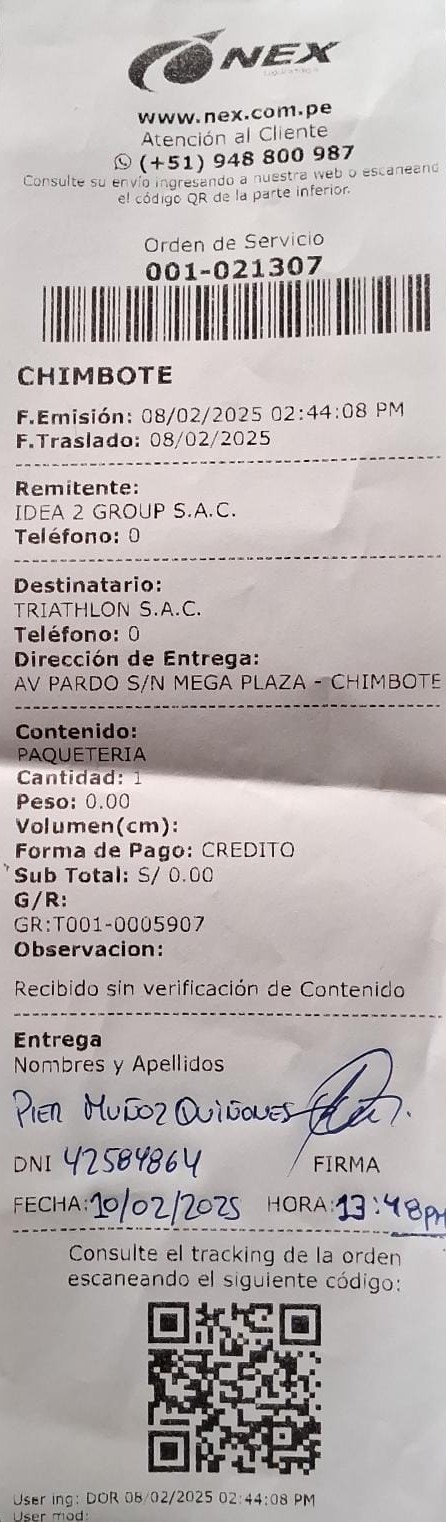 NEX
www.nex.com.pe
Atención al Cliente
(+51) 948 800 987
Consulte su envío ingresando a nuestra web o escaneand
el código QR de la parte inferior.
Orden de Servicio
001-021307
CHIMBOTE
F.Emisión: 08/02/2025 02:44:08 PM
F.Traslado: 08/02/2025
Remitente:
IDEA 2 GROUP S.A.C.
Teléfono: 0
Destinatario:
TRIATHLON S.A.C.
Teléfono: 0
Dirección de Entrega:
AV PARDO S/N MEGA PLAZA - CHIMBOTE
Contenido:
PAQUETERIA
Cantidad: 1
Peso: 0.00
Volumen(cm):
Forma de Pago: CREDITO
Sub Total: S/ 0.00
G/R:
GR:T001-0005907
Observacion:
Recibido sin verificación de Contenido
Entrega
Nombres y Apellidos
PIER MUÑOZ QUIÑONES
DNI 42584864
FIRMA
FECHA:10/02/2025 HORA:13:48PM
Consulte el tracking de la orden
escaneando el siguiente código:
User ing: DOR 08/02/2025 02:44:08 PM
User mod: